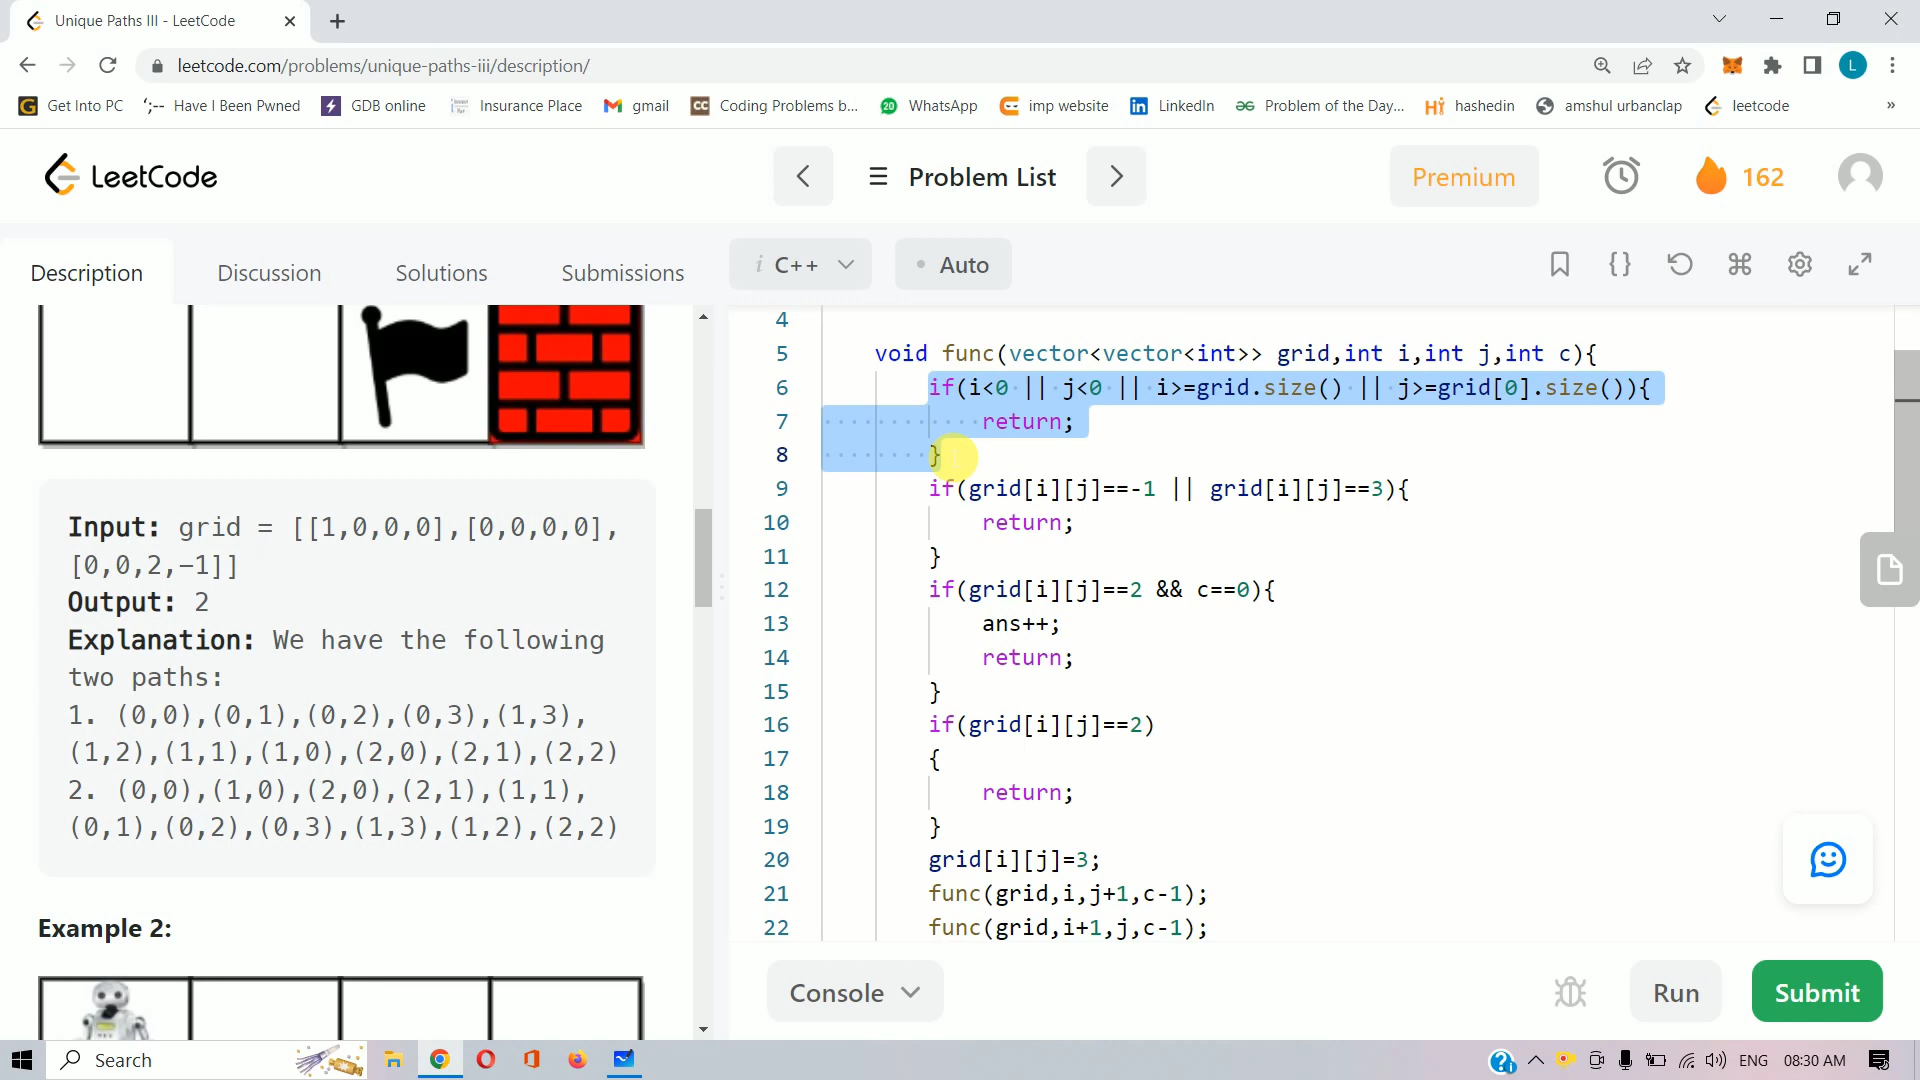 Unique Paths III - LeetCode
leetcode.com/problems/unique-paths-iii/description/
L
Get Into PC
Have I Been Pwned
GDB online
Insurance Place
gmail
CC Coding Problems b...
20 WhatsApp
imp website
in LinkedIn
Problem of the Day...
hashedin
amshul urbanclap
leetcode
»
LeetCode
Problem List
Premium
162
Description
Discussion
Solutions
Submissions
i C++
Auto
Input: grid = [[1,0,0,0],[0,0,0,0],
[0,0,2,-1]]
Output: 2
Explanation: We have the following
two paths:
1. (0,0),(0,1),(0,2),(0,3),(1,3),
(1,2),(1,1),(1,0),(2,0),(2,1),(2,2)
2. (0,0),(1,0),(2,0),(2,1),(1,1),
(0,1),(0,2),(0,3),(1,3),(1,2),(2,2)
Example 2:
4
5 void func(vector<vector<int>> grid,int i,int j,int c){
6 if(i<0 || j<0 || i>=grid.size() || j>=grid[0].size()){
7 return;
8 }
9 if(grid[i][j]==-1 || grid[i][j]==3){
10 return;
11 }
12 if(grid[i][j]==2 && c==0){
13 ans++;
14 return;
15 }
16 if(grid[i][j]==2)
17 {
18 return;
19 }
20 grid[i][j]=3;
21 func(grid,i,j+1,c-1);
22 func(grid,i+1,j,c-1);
Console
Run
Submit
Search
ENG
08:30 AM